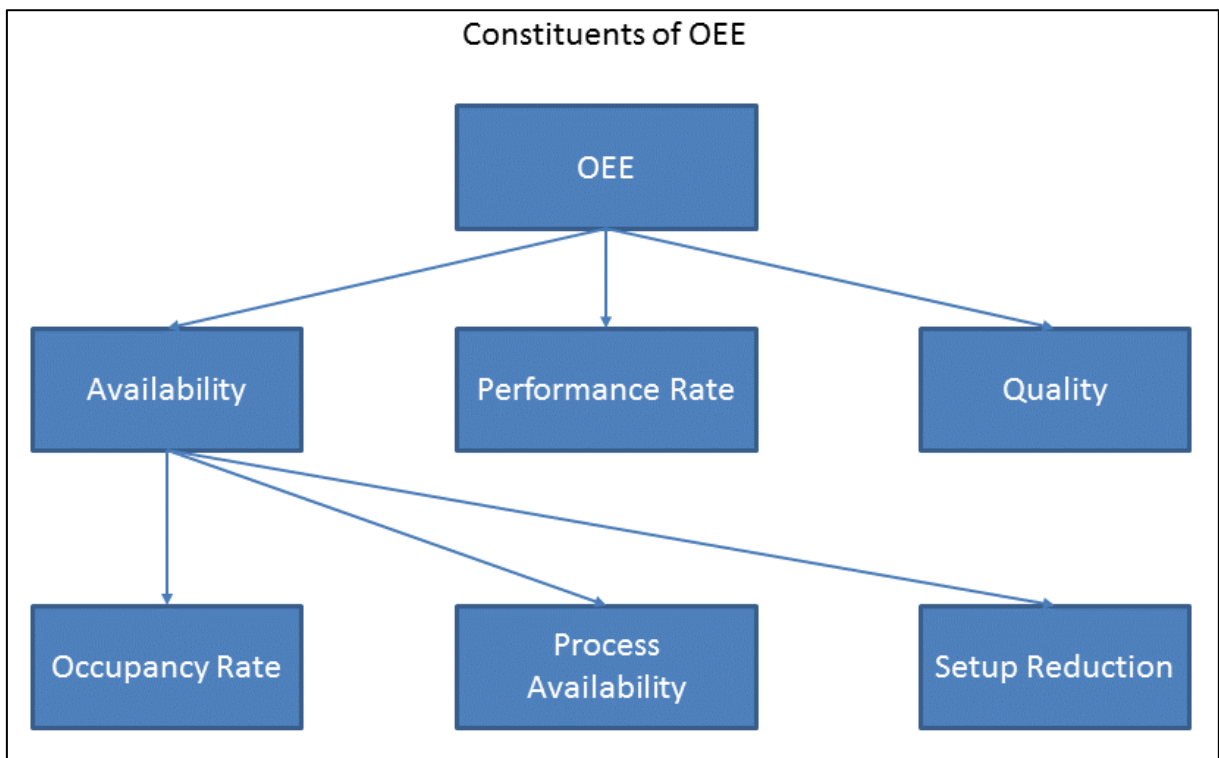 Constituents of OEE
OEE
Availability
Performance Rate
Quality
Occupancy Rate
Process
Availability
Setup Reduction